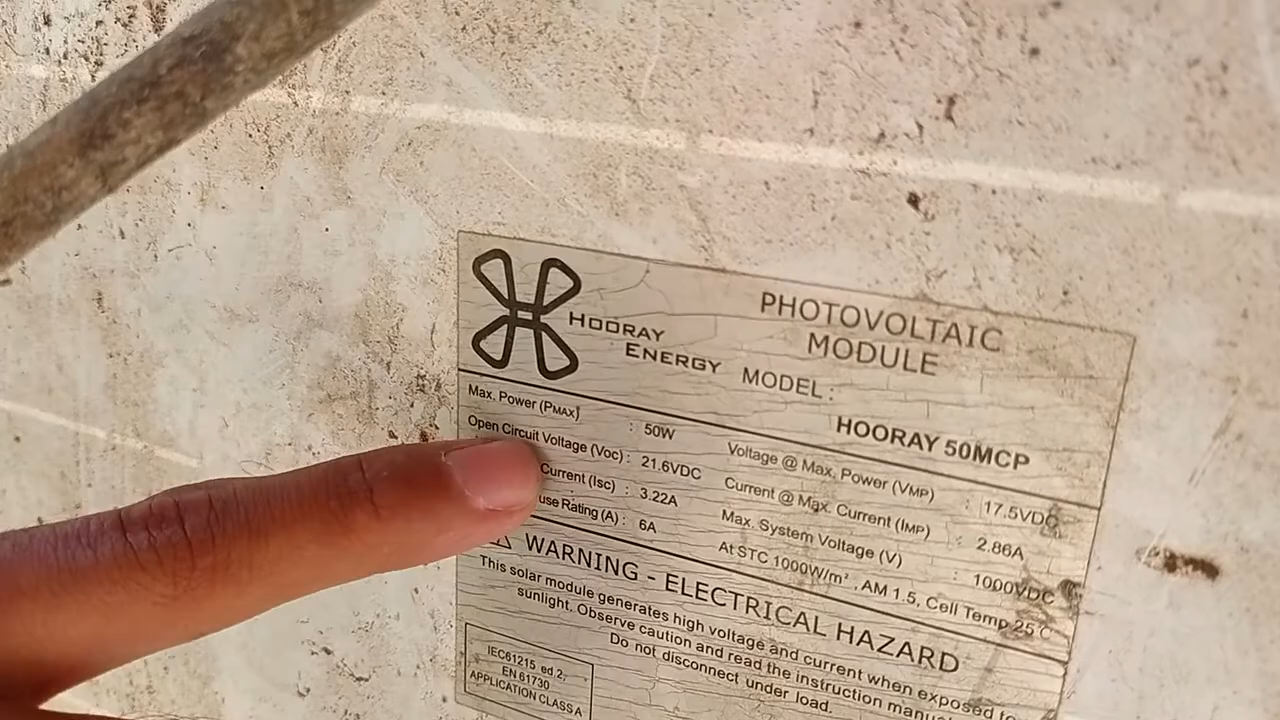 HOORAY
ENERGY
PHOTOVOLTAIC
MODULE
MODEL :
HOORAY 50MCP
Max. Power (PMAX) : 50W
Open Circuit Voltage (Voc) : 21.6VDC
Current (Isc) : 3.22A
use Rating (A) : 6A
Voltage @ Max. Power (VMP) : 17.5VDC
Current @ Max. Current (IMP) : 2.86A
Max. System Voltage (V) : 1000VDC
At STC 1000W/m², AM 1.5, Cell Temp 25°C
WARNING - ELECTRICAL HAZARD
This solar module generates high voltage and current when exposed to
sunlight. Observe caution and read the instruction manual
Do not disconnect under load.
IEC61215 ed 2,
EN 61730
APPLICATION CLASS A